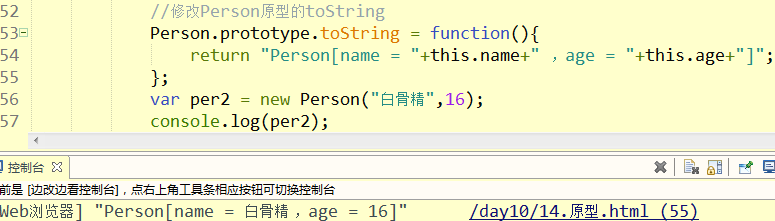 52 //修改Person原型的toString
53 Person.prototype.toString = function(){
54 return "Person[name = "+this.name+" ，age = "+this.age+"]";
55 };
56 var per2 = new Person("白骨精",16);
57 console.log(per2);
控制台
前是 [边改边看控制台]，点右上角工具条相应按钮可切换控制台
Web浏览器] "Person[name = 白骨精 ，age = 16]" /day10/14.原型.html (55)